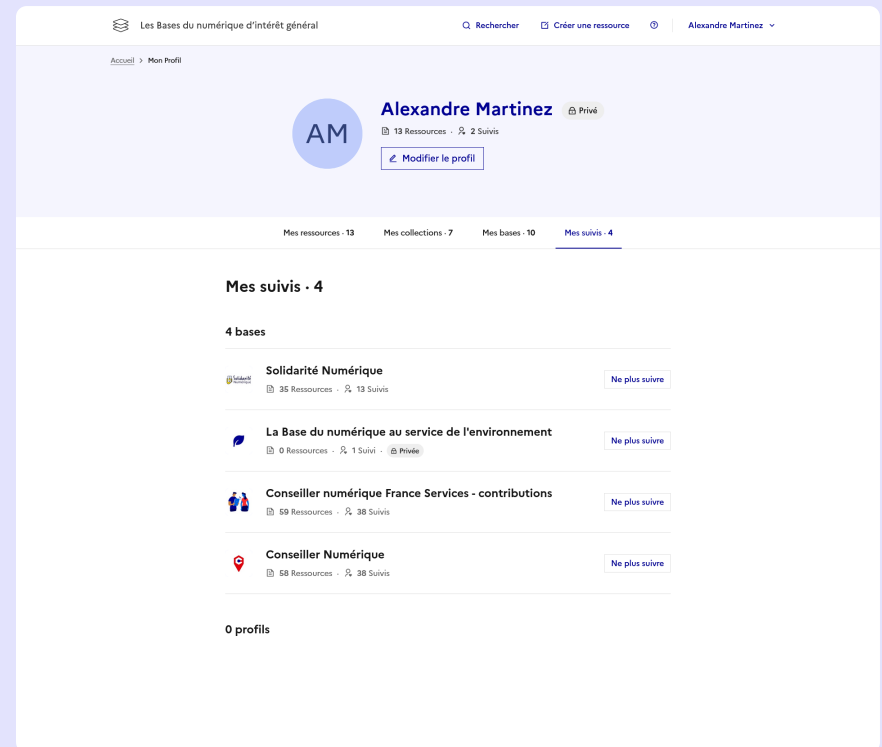 Les Bases du numérique d'intérêt général
Rechercher
Créer une ressource
Alexandre Martinez
Accueil > Mon Profil
AM
Alexandre Martinez
Privé
13 Ressources · 2 Suivis
Modifier le profil
Mes ressources · 13
Mes collections · 7
Mes bases · 10
Mes suivis · 4
Mes suivis · 4
4 bases
Solidarité Numérique
Solidarité Numérique
35 Ressources · 13 Suivis
Ne plus suivre
La Base du numérique au service de l'environnement
0 Ressources · 1 Suivi · Privée
Ne plus suivre
Conseiller numérique France Services - contributions
59 Ressources · 38 Suivis
Ne plus suivre
Conseiller Numérique
58 Ressources · 38 Suivis
Ne plus suivre
0 profils